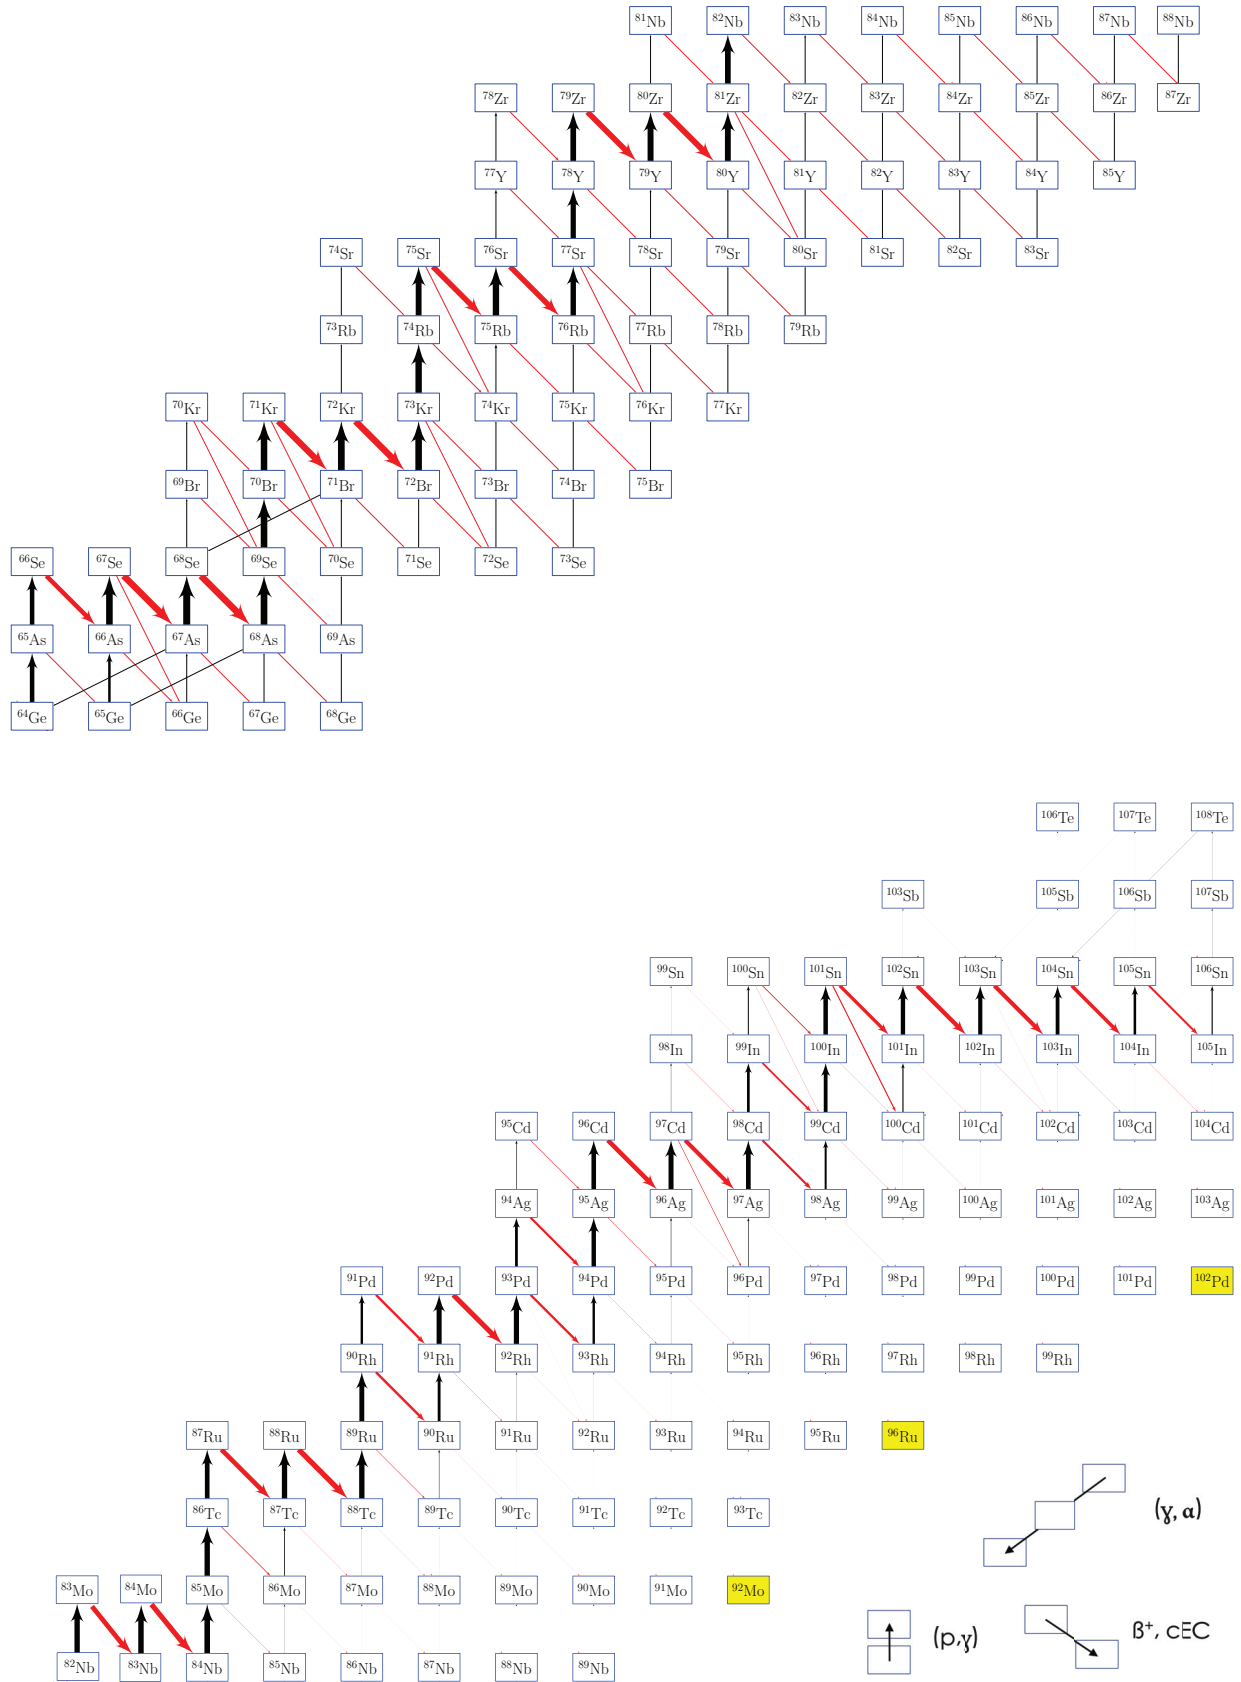 ⁸¹Nb ⁸²Nb ⁸³Nb ⁸⁴Nb ⁸⁵Nb ⁸⁶Nb ⁸⁷Nb ⁸⁸Nb
⁷⁸Zr ⁷⁹Zr ⁸⁰Zr ⁸¹Zr ⁸²Zr ⁸³Zr ⁸⁴Zr ⁸⁵Zr ⁸⁶Zr ⁸⁷Zr
⁷⁷Y ⁷⁸Y ⁷⁹Y ⁸⁰Y ⁸¹Y ⁸²Y ⁸³Y ⁸⁴Y ⁸⁵Y
⁷⁴Sr ⁷⁵Sr ⁷⁶Sr ⁷⁷Sr ⁷⁸Sr ⁷⁹Sr ⁸⁰Sr ⁸¹Sr ⁸²Sr ⁸³Sr
⁷³Rb ⁷⁴Rb ⁷⁵Rb ⁷⁶Rb ⁷⁷Rb ⁷⁸Rb ⁷⁹Rb
⁷⁰Kr ⁷¹Kr ⁷²Kr ⁷³Kr ⁷⁴Kr ⁷⁵Kr ⁷⁶Kr ⁷⁷Kr
⁶⁹Br ⁷⁰Br ⁷¹Br ⁷²Br ⁷³Br ⁷⁴Br ⁷⁵Br
⁶⁶Se ⁶⁷Se ⁶⁸Se ⁶⁹Se ⁷⁰Se ⁷¹Se ⁷²Se ⁷³Se
⁶⁵As ⁶⁶As ⁶⁷As ⁶⁸As ⁶⁹As
⁶⁴Ge ⁶⁵Ge ⁶⁶Ge ⁶⁷Ge ⁶⁸Ge
¹⁰⁶Te ¹⁰⁷Te ¹⁰⁸Te
¹⁰³Sb ¹⁰⁵Sb ¹⁰⁶Sb ¹⁰⁷Sb
⁹⁹Sn ¹⁰⁰Sn ¹⁰¹Sn ¹⁰²Sn ¹⁰³Sn ¹⁰⁴Sn ¹⁰⁵Sn ¹⁰⁶Sn
⁹⁸In ⁹⁹In ¹⁰⁰In ¹⁰¹In ¹⁰²In ¹⁰³In ¹⁰⁴In ¹⁰⁵In
⁹⁵Cd ⁹⁶Cd ⁹⁷Cd ⁹⁸Cd ⁹⁹Cd ¹⁰⁰Cd ¹⁰¹Cd ¹⁰²Cd ¹⁰³Cd ¹⁰⁴Cd
⁹⁴Ag ⁹⁵Ag ⁹⁶Ag ⁹⁷Ag ⁹⁸Ag ⁹⁹Ag ¹⁰⁰Ag ¹⁰¹Ag ¹⁰²Ag ¹⁰³Ag
⁹¹Pd ⁹²Pd ⁹³Pd ⁹⁴Pd ⁹⁵Pd ⁹⁶Pd ⁹⁷Pd ⁹⁸Pd ⁹⁹Pd ¹⁰⁰Pd ¹⁰¹Pd ¹⁰²Pd
⁹⁰Rh ⁹¹Rh ⁹²Rh ⁹³Rh ⁹⁴Rh ⁹⁵Rh ⁹⁶Rh ⁹⁷Rh ⁹⁸Rh ⁹⁹Rh
⁸⁷Ru ⁸⁸Ru ⁸⁹Ru ⁹⁰Ru ⁹¹Ru ⁹²Ru ⁹³Ru ⁹⁴Ru ⁹⁵Ru ⁹⁶Ru
⁸⁶Tc ⁸⁷Tc ⁸⁸Tc ⁸⁹Tc ⁹⁰Tc ⁹¹Tc ⁹²Tc ⁹³Tc
(γ, α)
⁸³Mo ⁸⁴Mo ⁸⁵Mo ⁸⁶Mo ⁸⁷Mo ⁸⁸Mo ⁸⁹Mo ⁹⁰Mo ⁹¹Mo ⁹²Mo
(p,γ)
β⁺, cEC
⁸²Nb ⁸³Nb ⁸⁴Nb ⁸⁵Nb ⁸⁶Nb ⁸⁷Nb ⁸⁸Nb ⁸⁹Nb